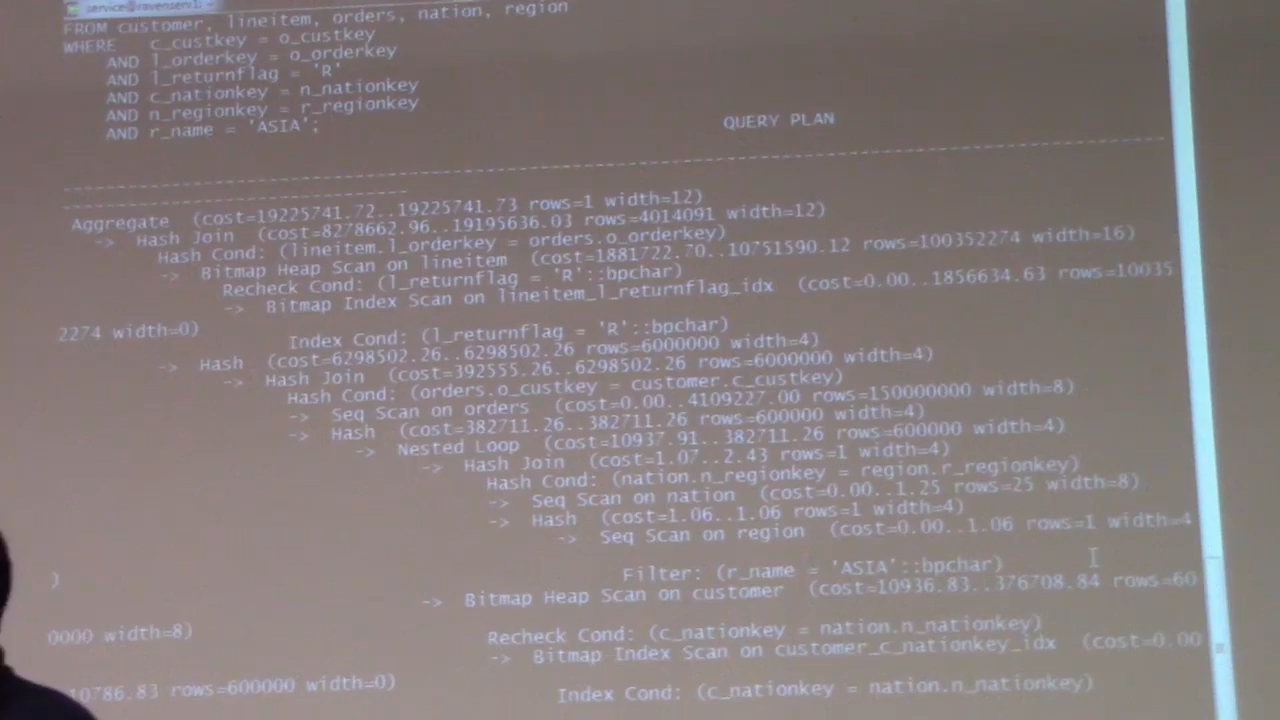 service@ravenserv1:~
FROM customer, lineitem, orders, nation, region
WHERE c_custkey = o_custkey
AND l_orderkey = o_orderkey
AND l_returnflag = 'R'
AND c_nationkey = n_nationkey
AND n_regionkey = r_regionkey
AND r_name = 'ASIA';
QUERY PLAN
Aggregate (cost=19225741.72..19225741.73 rows=1 width=12)
-> Hash Join (cost=8278662.96..19195636.03 rows=4014091 width=12)
Hash Cond: (lineitem.l_orderkey = orders.o_orderkey)
-> Bitmap Heap Scan on lineitem (cost=1881722.70..10751590.12 rows=100352274 width=16)
Recheck Cond: (l_returnflag = 'R'::bpchar)
-> Bitmap Index Scan on lineitem_l_returnflag_idx (cost=0.00..1856634.63 rows=10035
2274 width=0)
Index Cond: (l_returnflag = 'R'::bpchar)
-> Hash (cost=6298502.26..6298502.26 rows=6000000 width=4)
-> Hash Join (cost=392555.26..6298502.26 rows=6000000 width=4)
Hash Cond: (orders.o_custkey = customer.c_custkey)
-> Seq Scan on orders (cost=0.00..4109227.00 rows=150000000 width=8)
-> Hash (cost=382711.26..382711.26 rows=600000 width=4)
-> Nested Loop (cost=10937.91..382711.26 rows=600000 width=4)
-> Hash Join (cost=1.07..2.43 rows=1 width=4)
Hash Cond: (nation.n_regionkey = region.r_regionkey)
-> Seq Scan on nation (cost=0.00..1.25 rows=25 width=8)
-> Hash (cost=1.06..1.06 rows=1 width=4)
-> Seq Scan on region (cost=0.00..1.06 rows=1 width=4
)
Filter: (r_name = 'ASIA'::bpchar)
-> Bitmap Heap Scan on customer (cost=10936.83..376708.84 rows=60
0000 width=8)
Recheck Cond: (c_nationkey = nation.n_nationkey)
-> Bitmap Index Scan on customer_c_nationkey_idx (cost=0.00
..10786.83 rows=600000 width=0)
Index Cond: (c_nationkey = nation.n_nationkey)